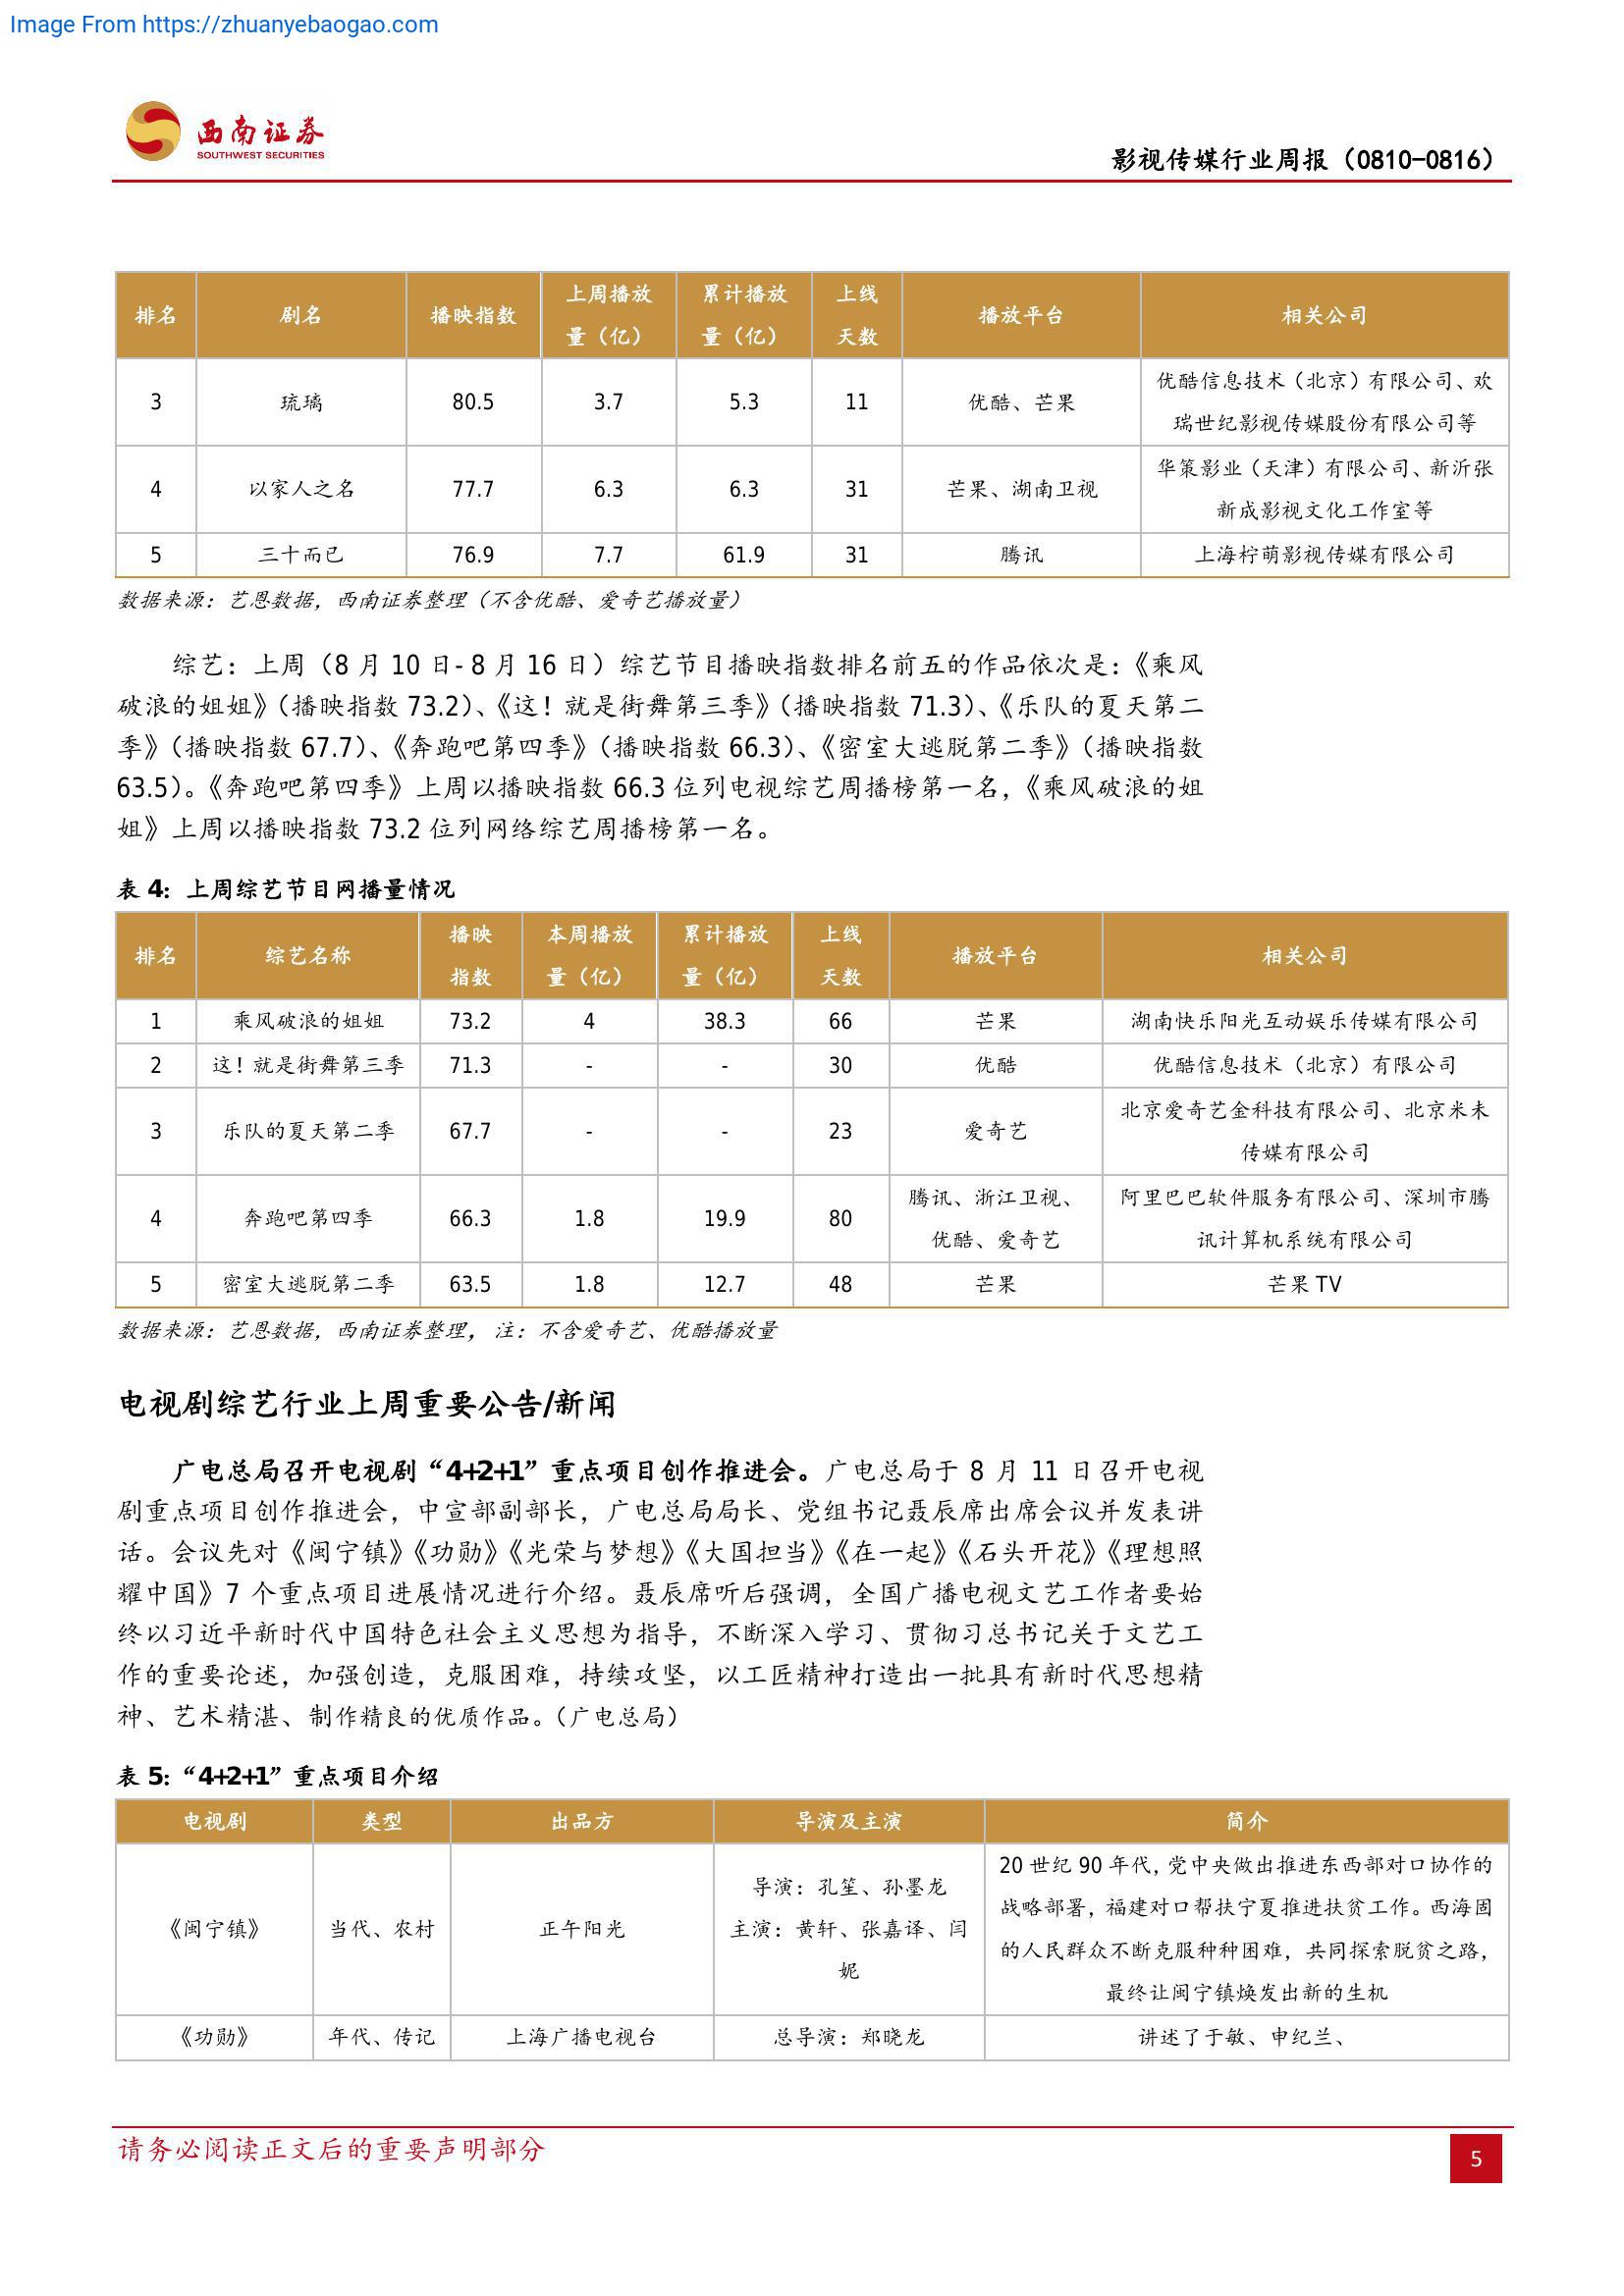 Image From https://zhuanyebaogao.com
西南证券
SOUTHWEST SECURITIES
影视传媒行业周报（0810-0816）
排名 剧名 播映指数 上周播放量（亿） 累计播放量（亿） 上线天数 播放平台 相关公司
3 琉璃 80.5 3.7 5.3 11 优酷、芒果 优酷信息技术（北京）有限公司、欢瑞世纪影视传媒股份有限公司等
4 以家人之名 77.7 6.3 6.3 31 芒果、湖南卫视 华策影业（天津）有限公司、新沂张新成影视文化工作室等
5 三十而已 76.9 7.7 61.9 31 腾讯 上海柠萌影视传媒有限公司
数据来源：艺恩数据，西南证券整理（不含优酷、爱奇艺播放量）
综艺：上周（8 月 10 日- 8 月 16 日）综艺节目播映指数排名前五的作品依次是：《乘风
破浪的姐姐》（播映指数 73.2）、《这！就是街舞第三季》（播映指数 71.3）、《乐队的夏天第二
季》（播映指数 67.7）、《奔跑吧第四季》（播映指数 66.3）、《密室大逃脱第二季》（播映指数
63.5）。《奔跑吧第四季》上周以播映指数 66.3 位列电视综艺周播榜第一名，《乘风破浪的姐
姐》上周以播映指数 73.2 位列网络综艺周播榜第一名。
表 4：上周综艺节目网播量情况
排名 综艺名称 播映指数 本周播放量（亿） 累计播放量（亿） 上线天数 播放平台 相关公司
1 乘风破浪的姐姐 73.2 4 38.3 66 芒果 湖南快乐阳光互动娱乐传媒有限公司
2 这！就是街舞第三季 71.3 - - 30 优酷 优酷信息技术（北京）有限公司
3 乐队的夏天第二季 67.7 - - 23 爱奇艺 北京爱奇艺金科技有限公司、北京米未传媒有限公司
4 奔跑吧第四季 66.3 1.8 19.9 80 腾讯、浙江卫视、优酷、爱奇艺 阿里巴巴软件服务有限公司、深圳市腾讯计算机系统有限公司
5 密室大逃脱第二季 63.5 1.8 12.7 48 芒果 芒果 TV
数据来源：艺恩数据，西南证券整理，注：不含爱奇艺、优酷播放量
电视剧综艺行业上周重要公告/新闻
广电总局召开电视剧“4+2+1”重点项目创作推进会。广电总局于 8 月 11 日召开电视
剧重点项目创作推进会，中宣部副部长，广电总局局长、党组书记聂辰席出席会议并发表讲
话。会议先对《闽宁镇》《功勋》《光荣与梦想》《大国担当》《在一起》《石头开花》《理想照
耀中国》7 个重点项目进展情况进行介绍。聂辰席听后强调，全国广播电视文艺工作者要始
终以习近平新时代中国特色社会主义思想为指导，不断深入学习、贯彻习总书记关于文艺工
作的重要论述，加强创造，克服困难，持续攻坚，以工匠精神打造出一批具有新时代思想精
神、艺术精湛、制作精良的优质作品。（广电总局）
表 5：“4+2+1”重点项目介绍
电视剧 类型 出品方 导演及主演 简介
《闽宁镇》 当代、农村 正午阳光 导演：孔笙、孙墨龙 主演：黄轩、张嘉译、闫妮 20 世纪 90 年代，党中央做出推进东西部对口协作的战略部署，福建对口帮扶宁夏推进扶贫工作。西海固的人民群众不断克服种种困难，共同探索脱贫之路，最终让闽宁镇焕发出新的生机
《功勋》 年代、传记 上海广播电视台 总导演：郑晓龙 讲述了于敏、申纪兰、
请务必阅读正文后的重要声明部分
5